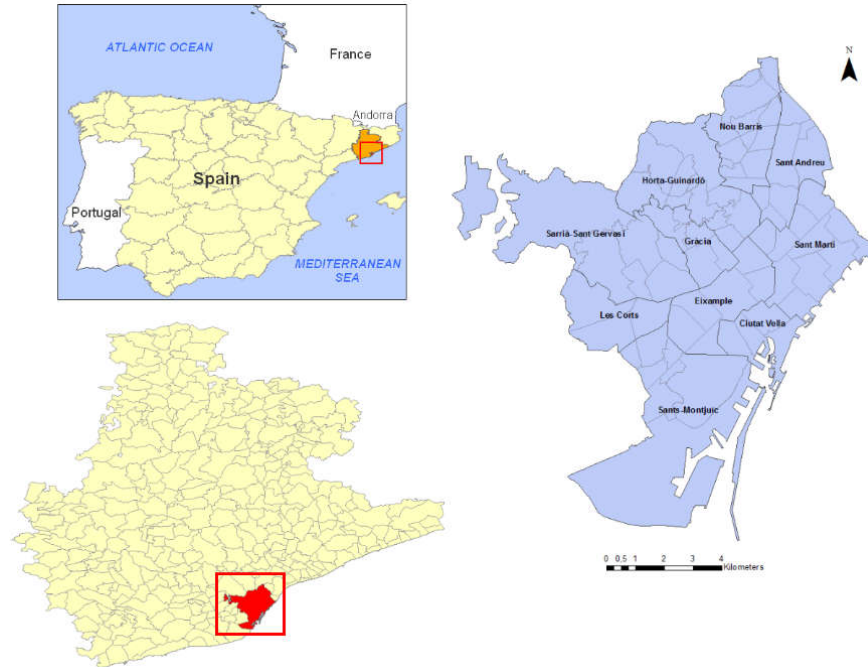 ATLANTIC OCEAN
France
Andorra
Spain
Portugal
MEDITERRANEAN
SEA
N
Nou Barris
Sant Andreu
Horta-Guinardó
Sarrià-Sant Gervasi
Gràcia
Sant Martí
Eixample
Les Corts
Ciutat Vella
Sants-Montjuïc
0 0,5 1 2 3 4
Kilometers